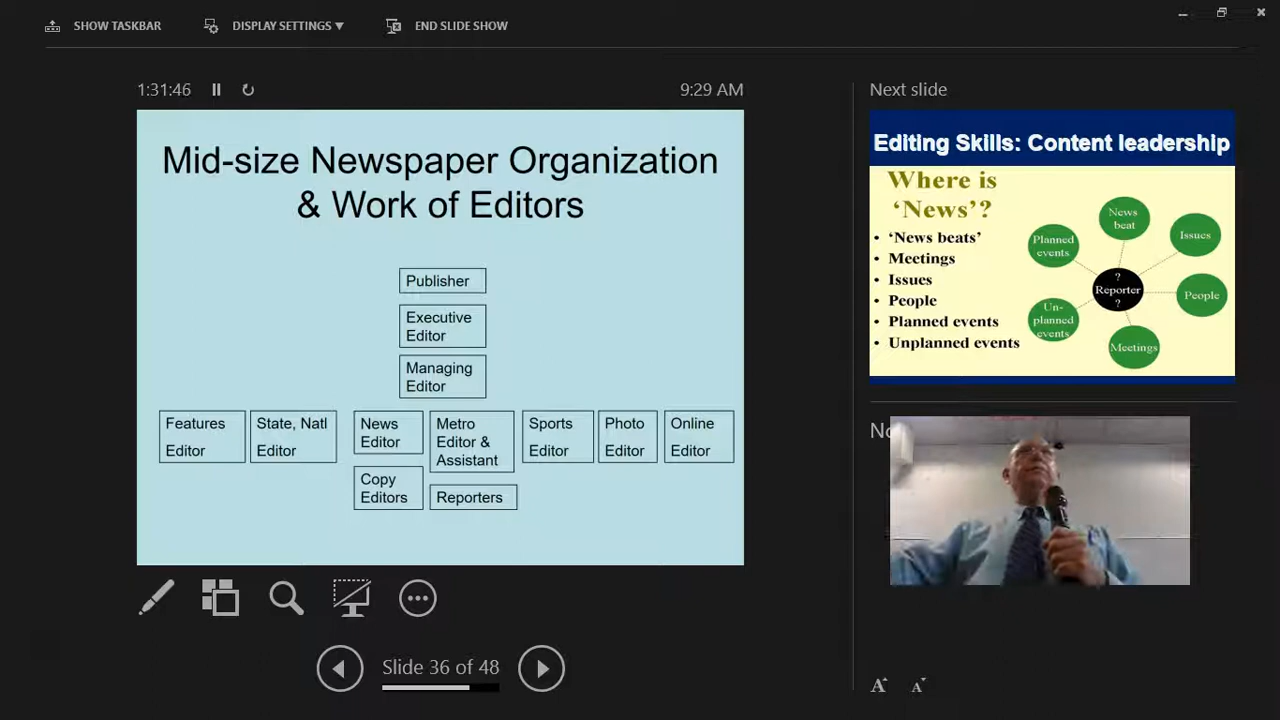 SHOW TASKBAR
DISPLAY SETTINGS
END SLIDE SHOW
1:31:46
9:29 AM
Mid-size Newspaper Organization
& Work of Editors
Publisher
Executive
Editor
Managing
Editor
Features
Editor
State, Natl
Editor
News
Editor
Metro
Editor &
Assistant
Sports
Editor
Photo
Editor
Online
Editor
Copy
Editors
Reporters
Slide 36 of 48
Next slide
Editing Skills: Content leadership
Where is
‘News’?
• ‘News beats’
• Meetings
• Issues
• People
• Planned events
• Unplanned events
News
beat
Planned
events
Issues
?
Reporter
?
People
Un-
planned
events
Meetings
No
A
A